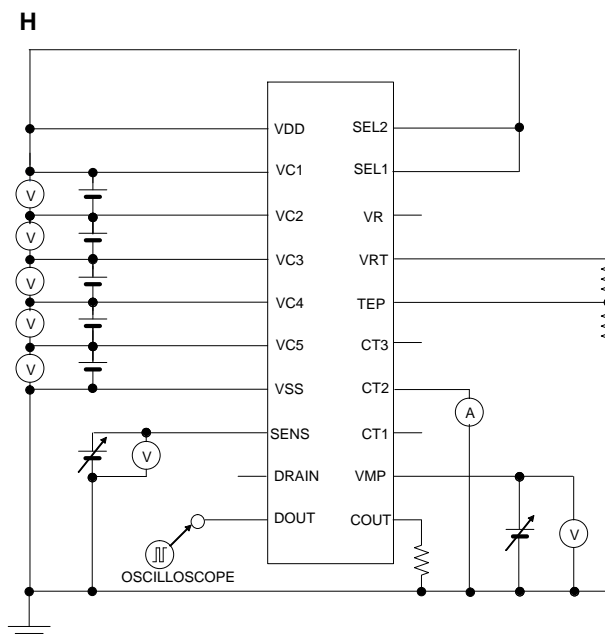 H
VDD
VC1
VC2
VC3
VC4
VC5
VSS
SENS
DRAIN
DOUT
SEL2
SEL1
VR
VRT
TEP
CT3
CT2
CT1
VMP
COUT
V
V
V
V
V
V
A
V
OSCILLOSCOPE